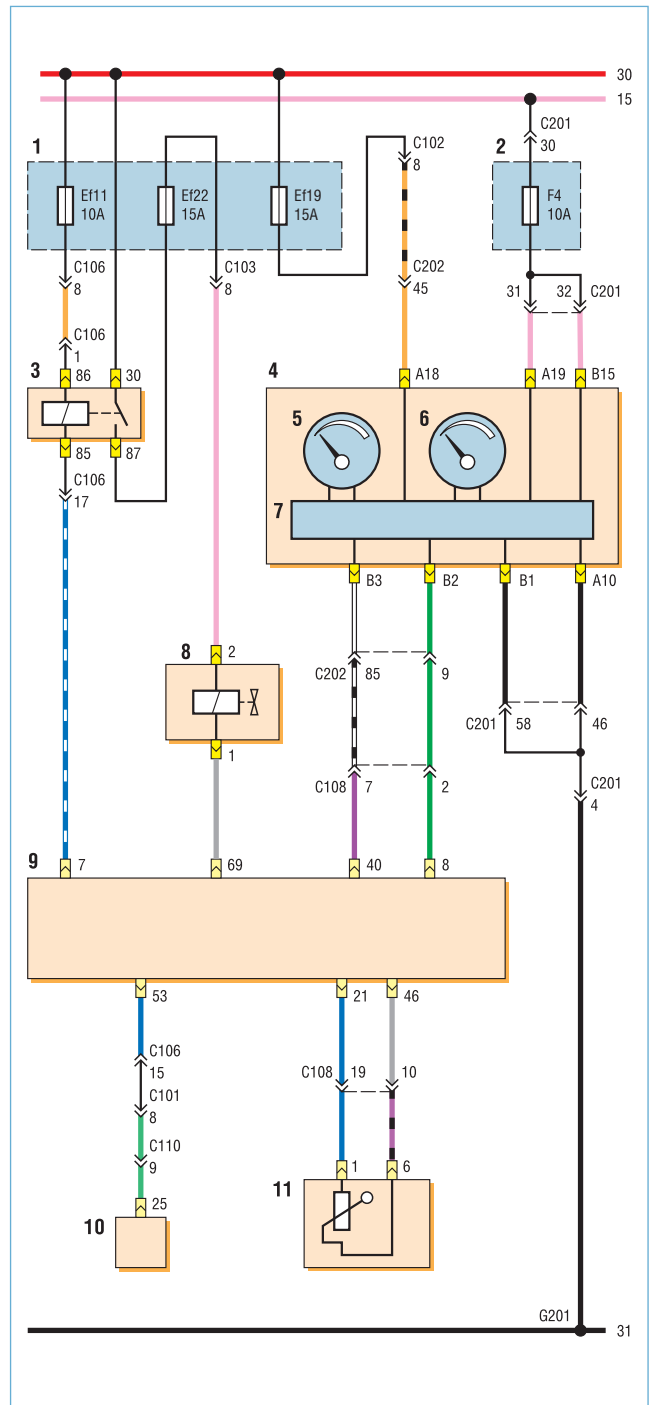 30
15
C201
30
1
2
C102
8
Ef11
10A
Ef22
15A
Ef19
15A
F4
10A
C106
8
C103
8
C202
45
31
32
C201
C106
1
3
86
30
4
A18
A19
B15
5
6
85
87
C106
17
7
B3
B2
B1
A10
8
2
C202
85
9
C201
58
46
1
C108
7
2
C201
4
9
7
69
40
8
53
21
46
C106
15
C108
19
10
C101
8
C110
9
25
10
11
1
6
G201
31